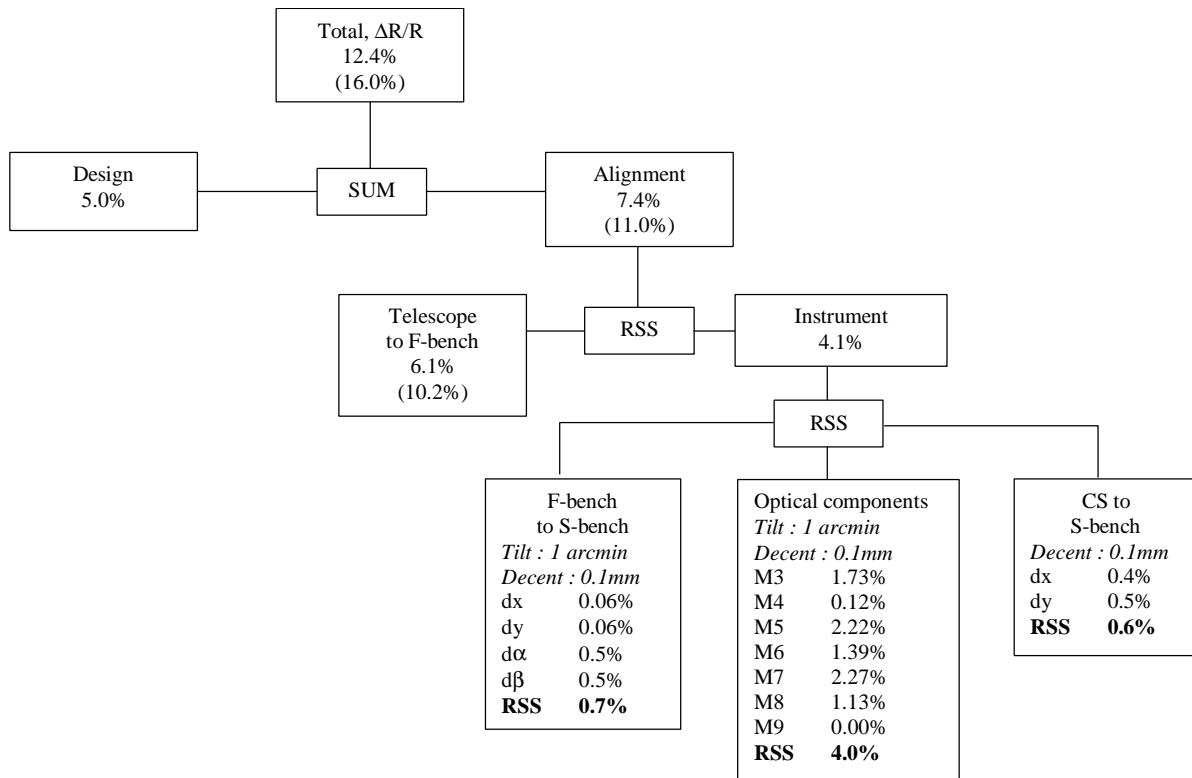 Total, ΔR/R
12.4%
(16.0%)
Design
5.0%
SUM
Alignment
7.4%
(11.0%)
Telescope
to F-bench
6.1%
(10.2%)
RSS
Instrument
4.1%
RSS
F-bench
to S-bench
Tilt : 1 arcmin
Decent : 0.1mm
dx 0.06%
dy 0.06%
dα 0.5%
dβ 0.5%
RSS 0.7%
Optical components
Tilt : 1 arcmin
Decent : 0.1mm
M3 1.73%
M4 0.12%
M5 2.22%
M6 1.39%
M7 2.27%
M8 1.13%
M9 0.00%
RSS 4.0%
CS to
S-bench
Decent : 0.1mm
dx 0.4%
dy 0.5%
RSS 0.6%